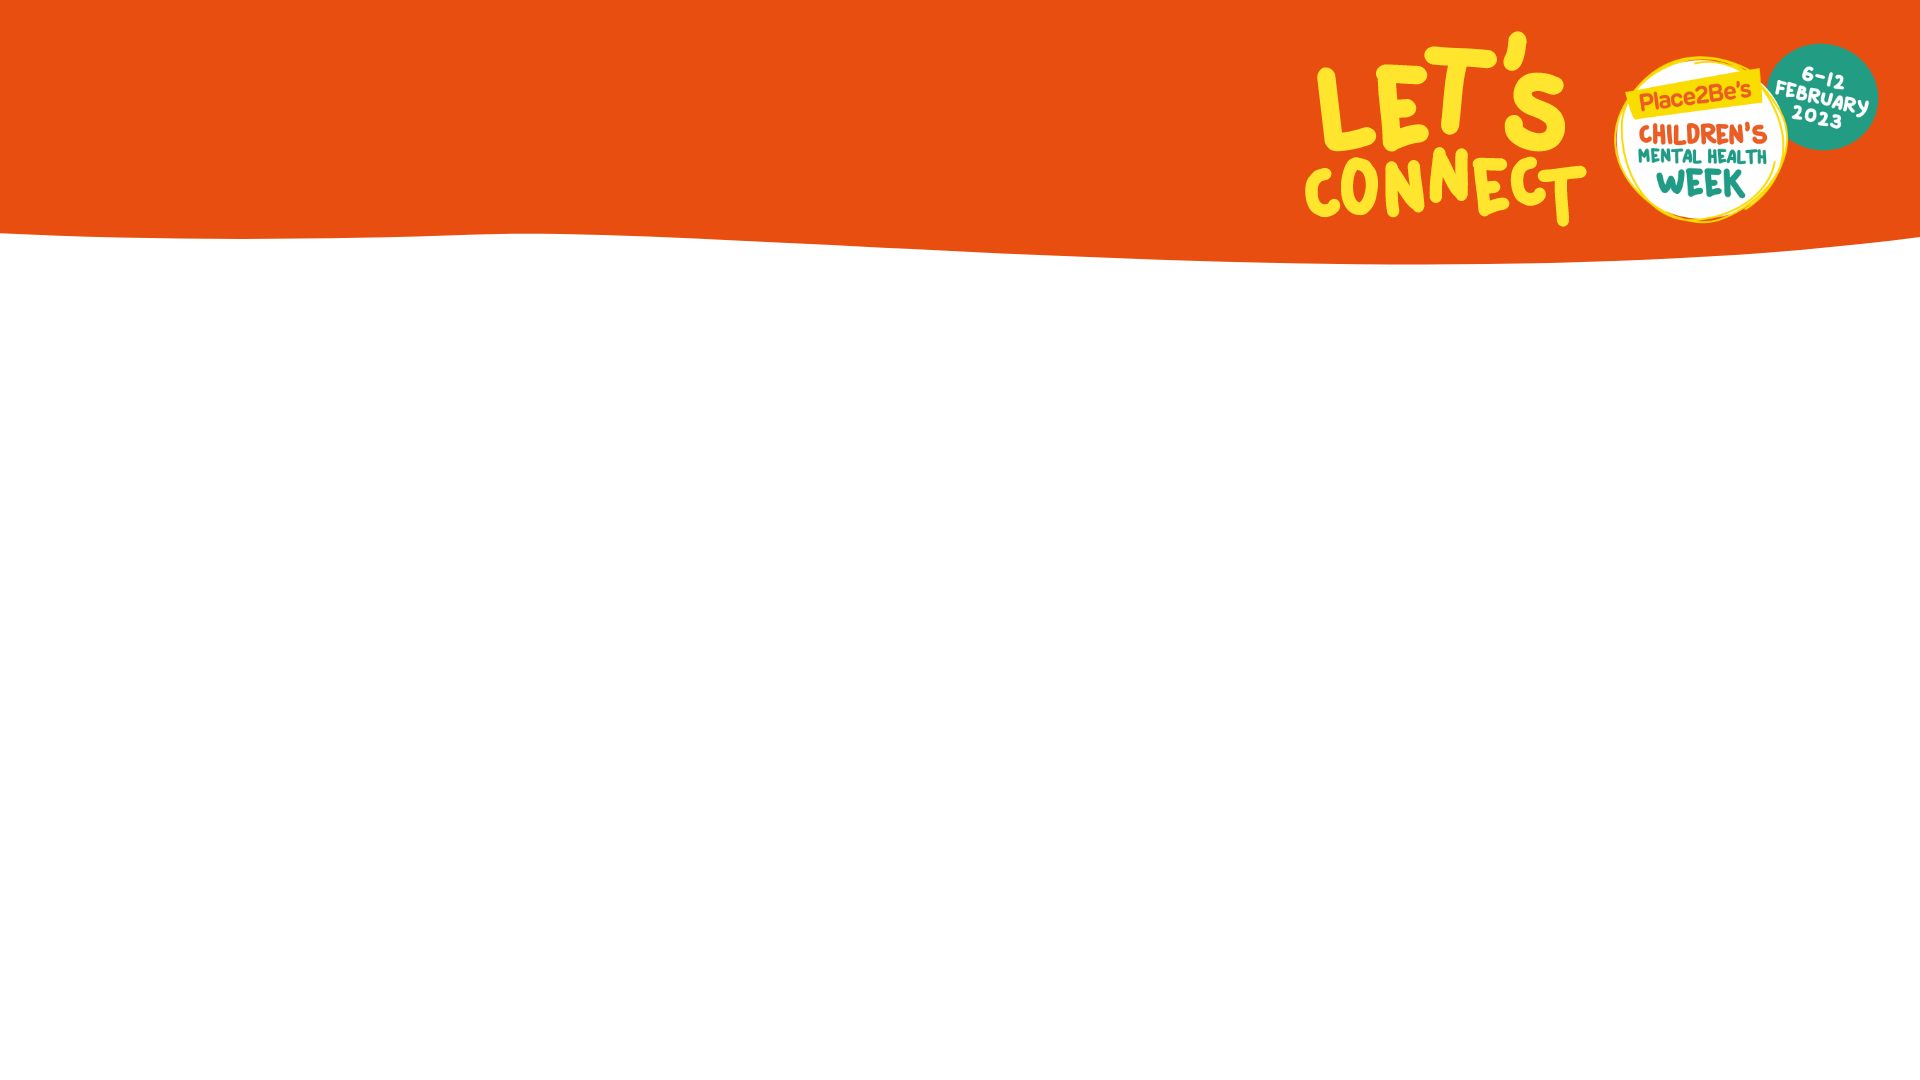 LET'S
CONNECT
Place2Be's
CHILDREN'S
MENTAL HEALTH
WEEK
6-12
FEBRUARY
2023